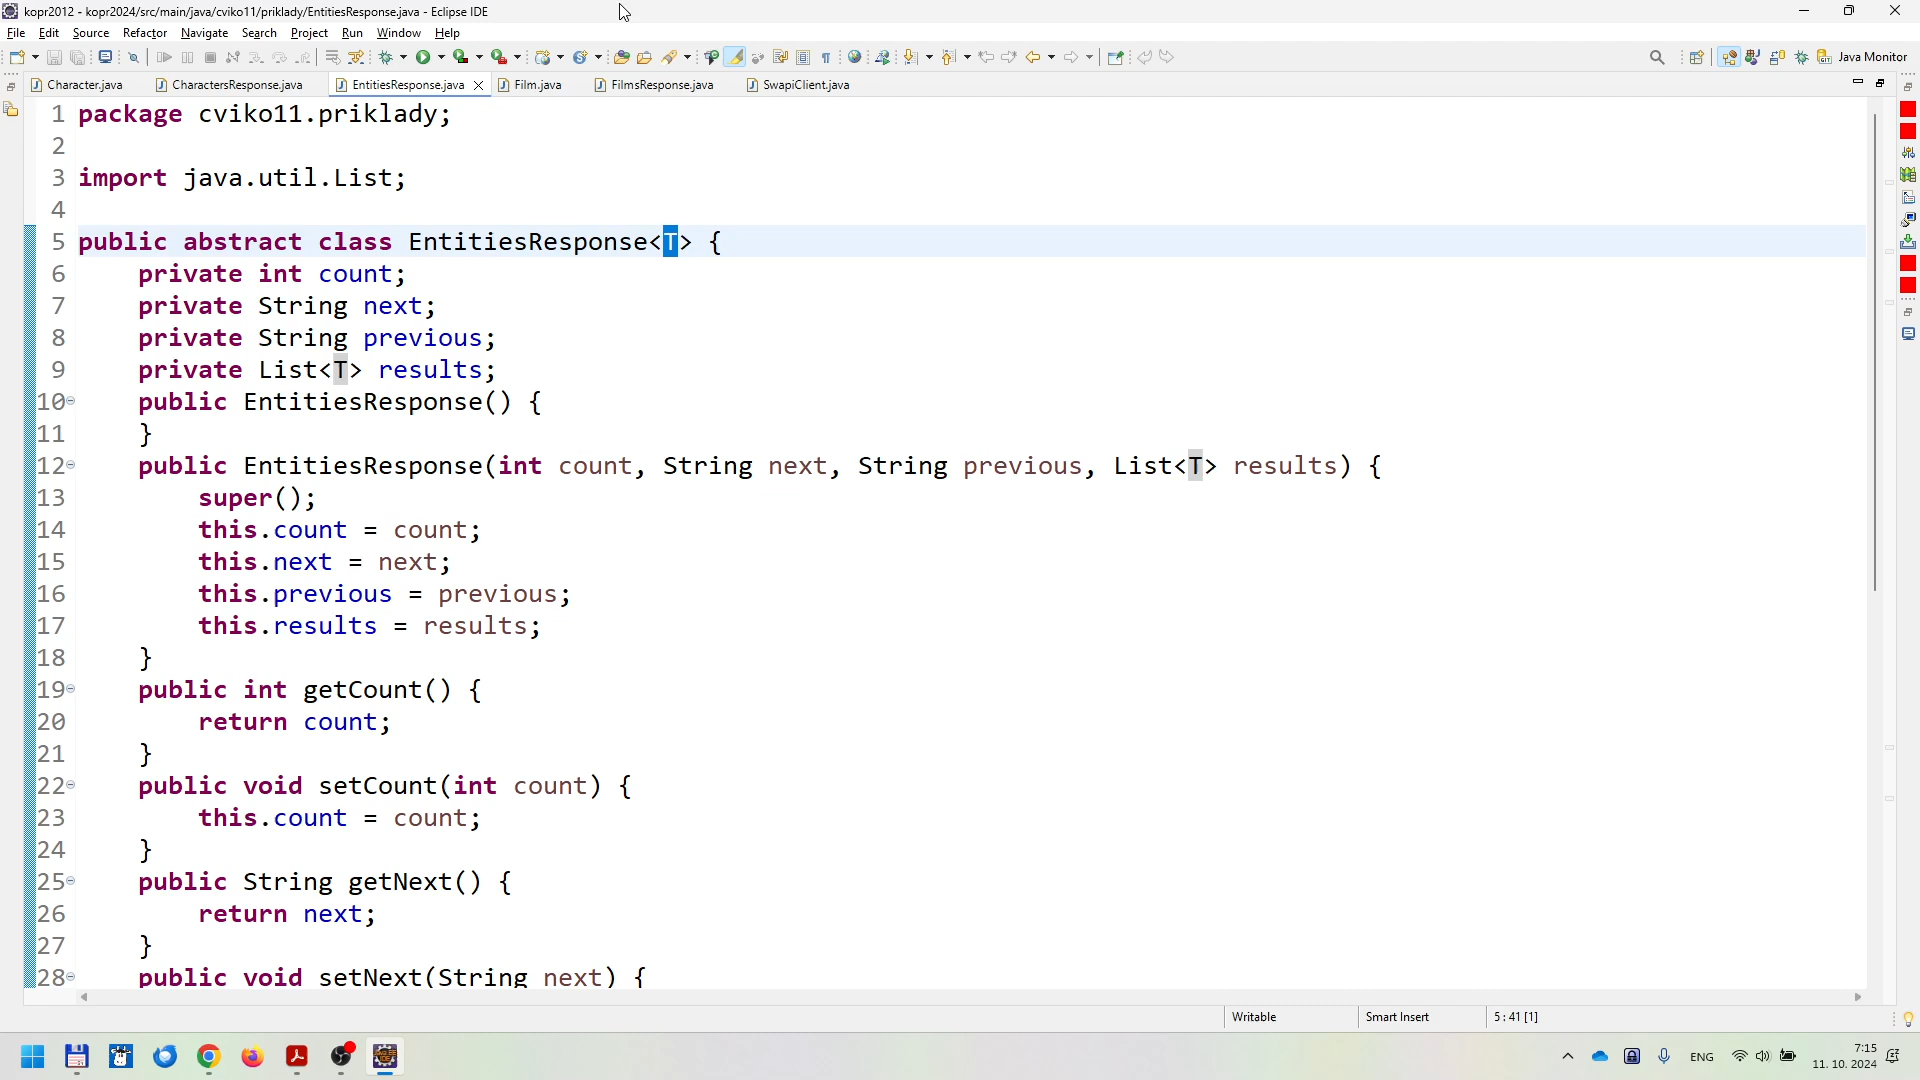 kopr2012 - kopr2024/src/main/java/cviko11/priklady/EntitiesResponse.java - Eclipse IDE
File Edit Source Refactor Navigate Search Project Run Window Help
Java Monitor
Character.java CharactersResponse.java EntitiesResponse.java Film.java FilmsResponse.java SwapiClient.java
1 package cviko11.priklady;
2
3 import java.util.List;
4
5 public abstract class EntitiesResponse<T> {
6 private int count;
7 private String next;
8 private String previous;
9 private List<T> results;
10 public EntitiesResponse() {
11 }
12 public EntitiesResponse(int count, String next, String previous, List<T> results) {
13 super();
14 this.count = count;
15 this.next = next;
16 this.previous = previous;
17 this.results = results;
18 }
19 public int getCount() {
20 return count;
21 }
22 public void setCount(int count) {
23 this.count = count;
24 }
25 public String getNext() {
26 return next;
27 }
28 public void setNext(String next) {
Writable Smart Insert 5 : 41 [1]
ENG 7:15
11. 10. 2024